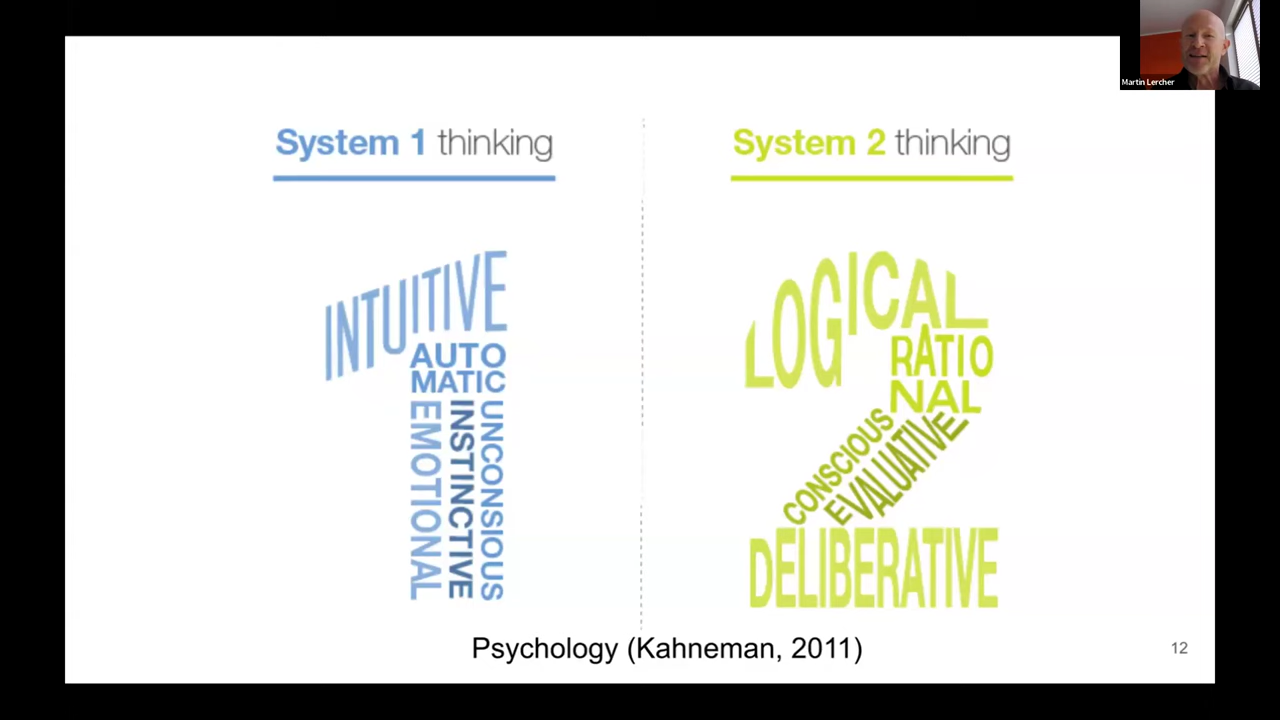 Martin Lercher
System 1 thinking
INTUITIVE
AUTO
MATIC
EMOTIONAL
INSTINCTIVE
UNCONSIOUS
System 2 thinking
LOGICAL
RATIO
NAL
CONSCIOUS
EVALUATIVE
DELIBERATIVE
Psychology (Kahneman, 2011)
12